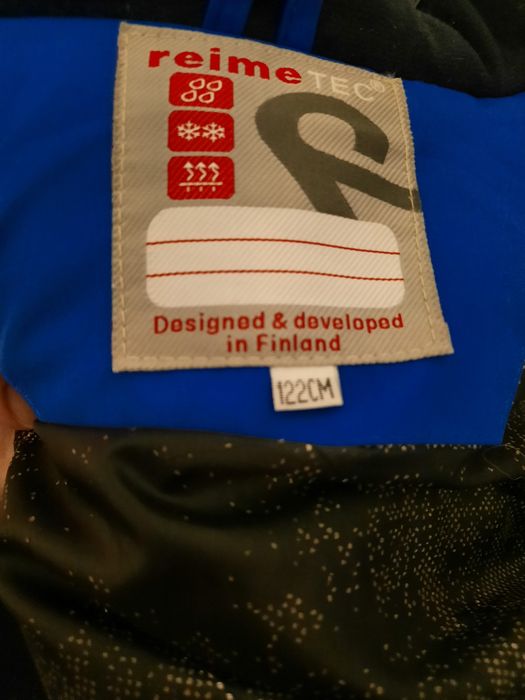 reimeTEC®
Designed & developed
in Finland
122CM